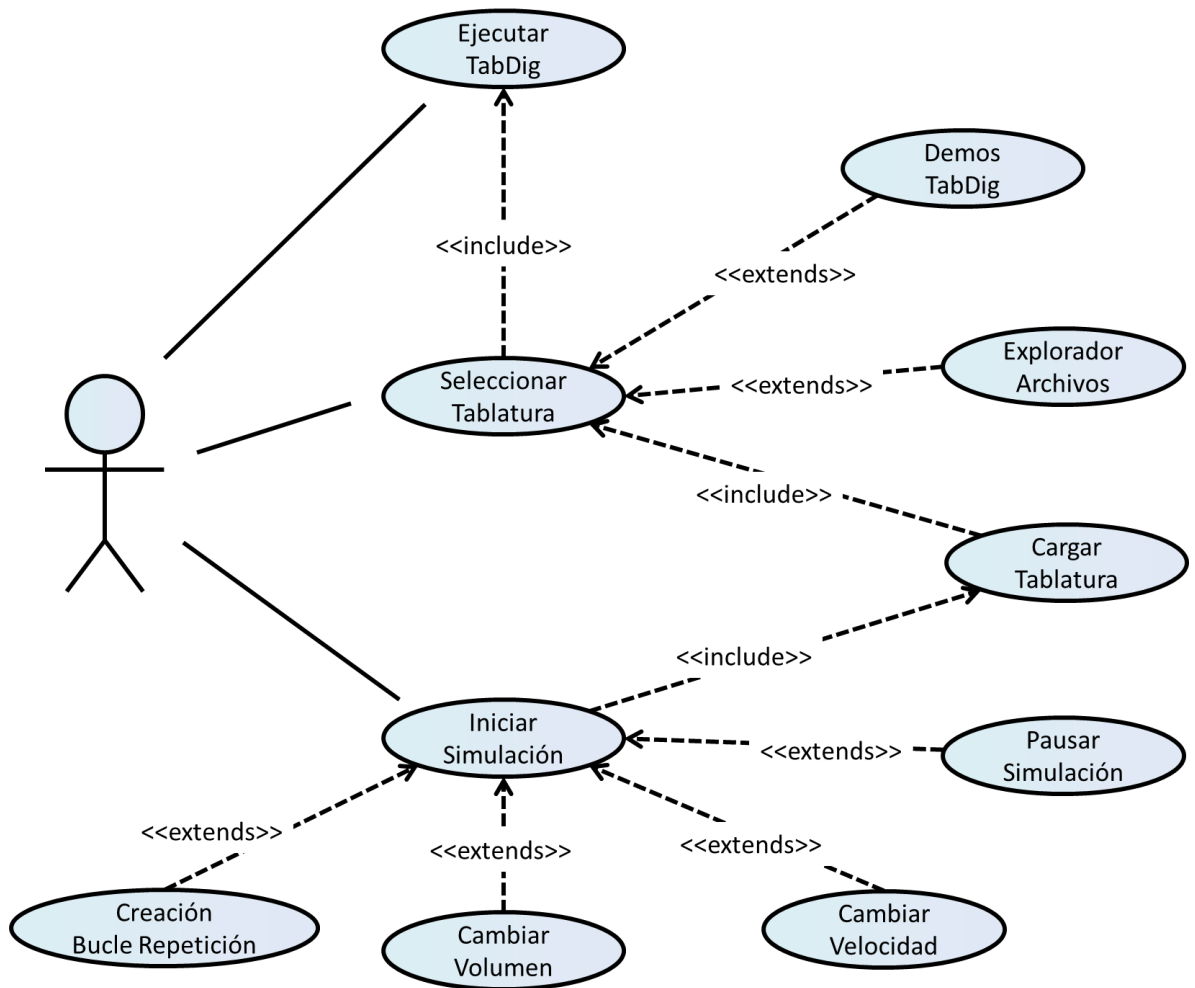 Ejecutar
TabDig
Demos
TabDig
<<include>>
<<extends>>
Explorador
Archivos
Seleccionar
Tablatura
<<extends>>
<<include>>
Cargar
Tablatura
<<include>>
Iniciar
Simulación
Pausar
Simulación
<<extends>>
<<extends>>
<<extends>>
<<extends>>
Creación
Bucle Repetición
Cambiar
Volumen
Cambiar
Velocidad